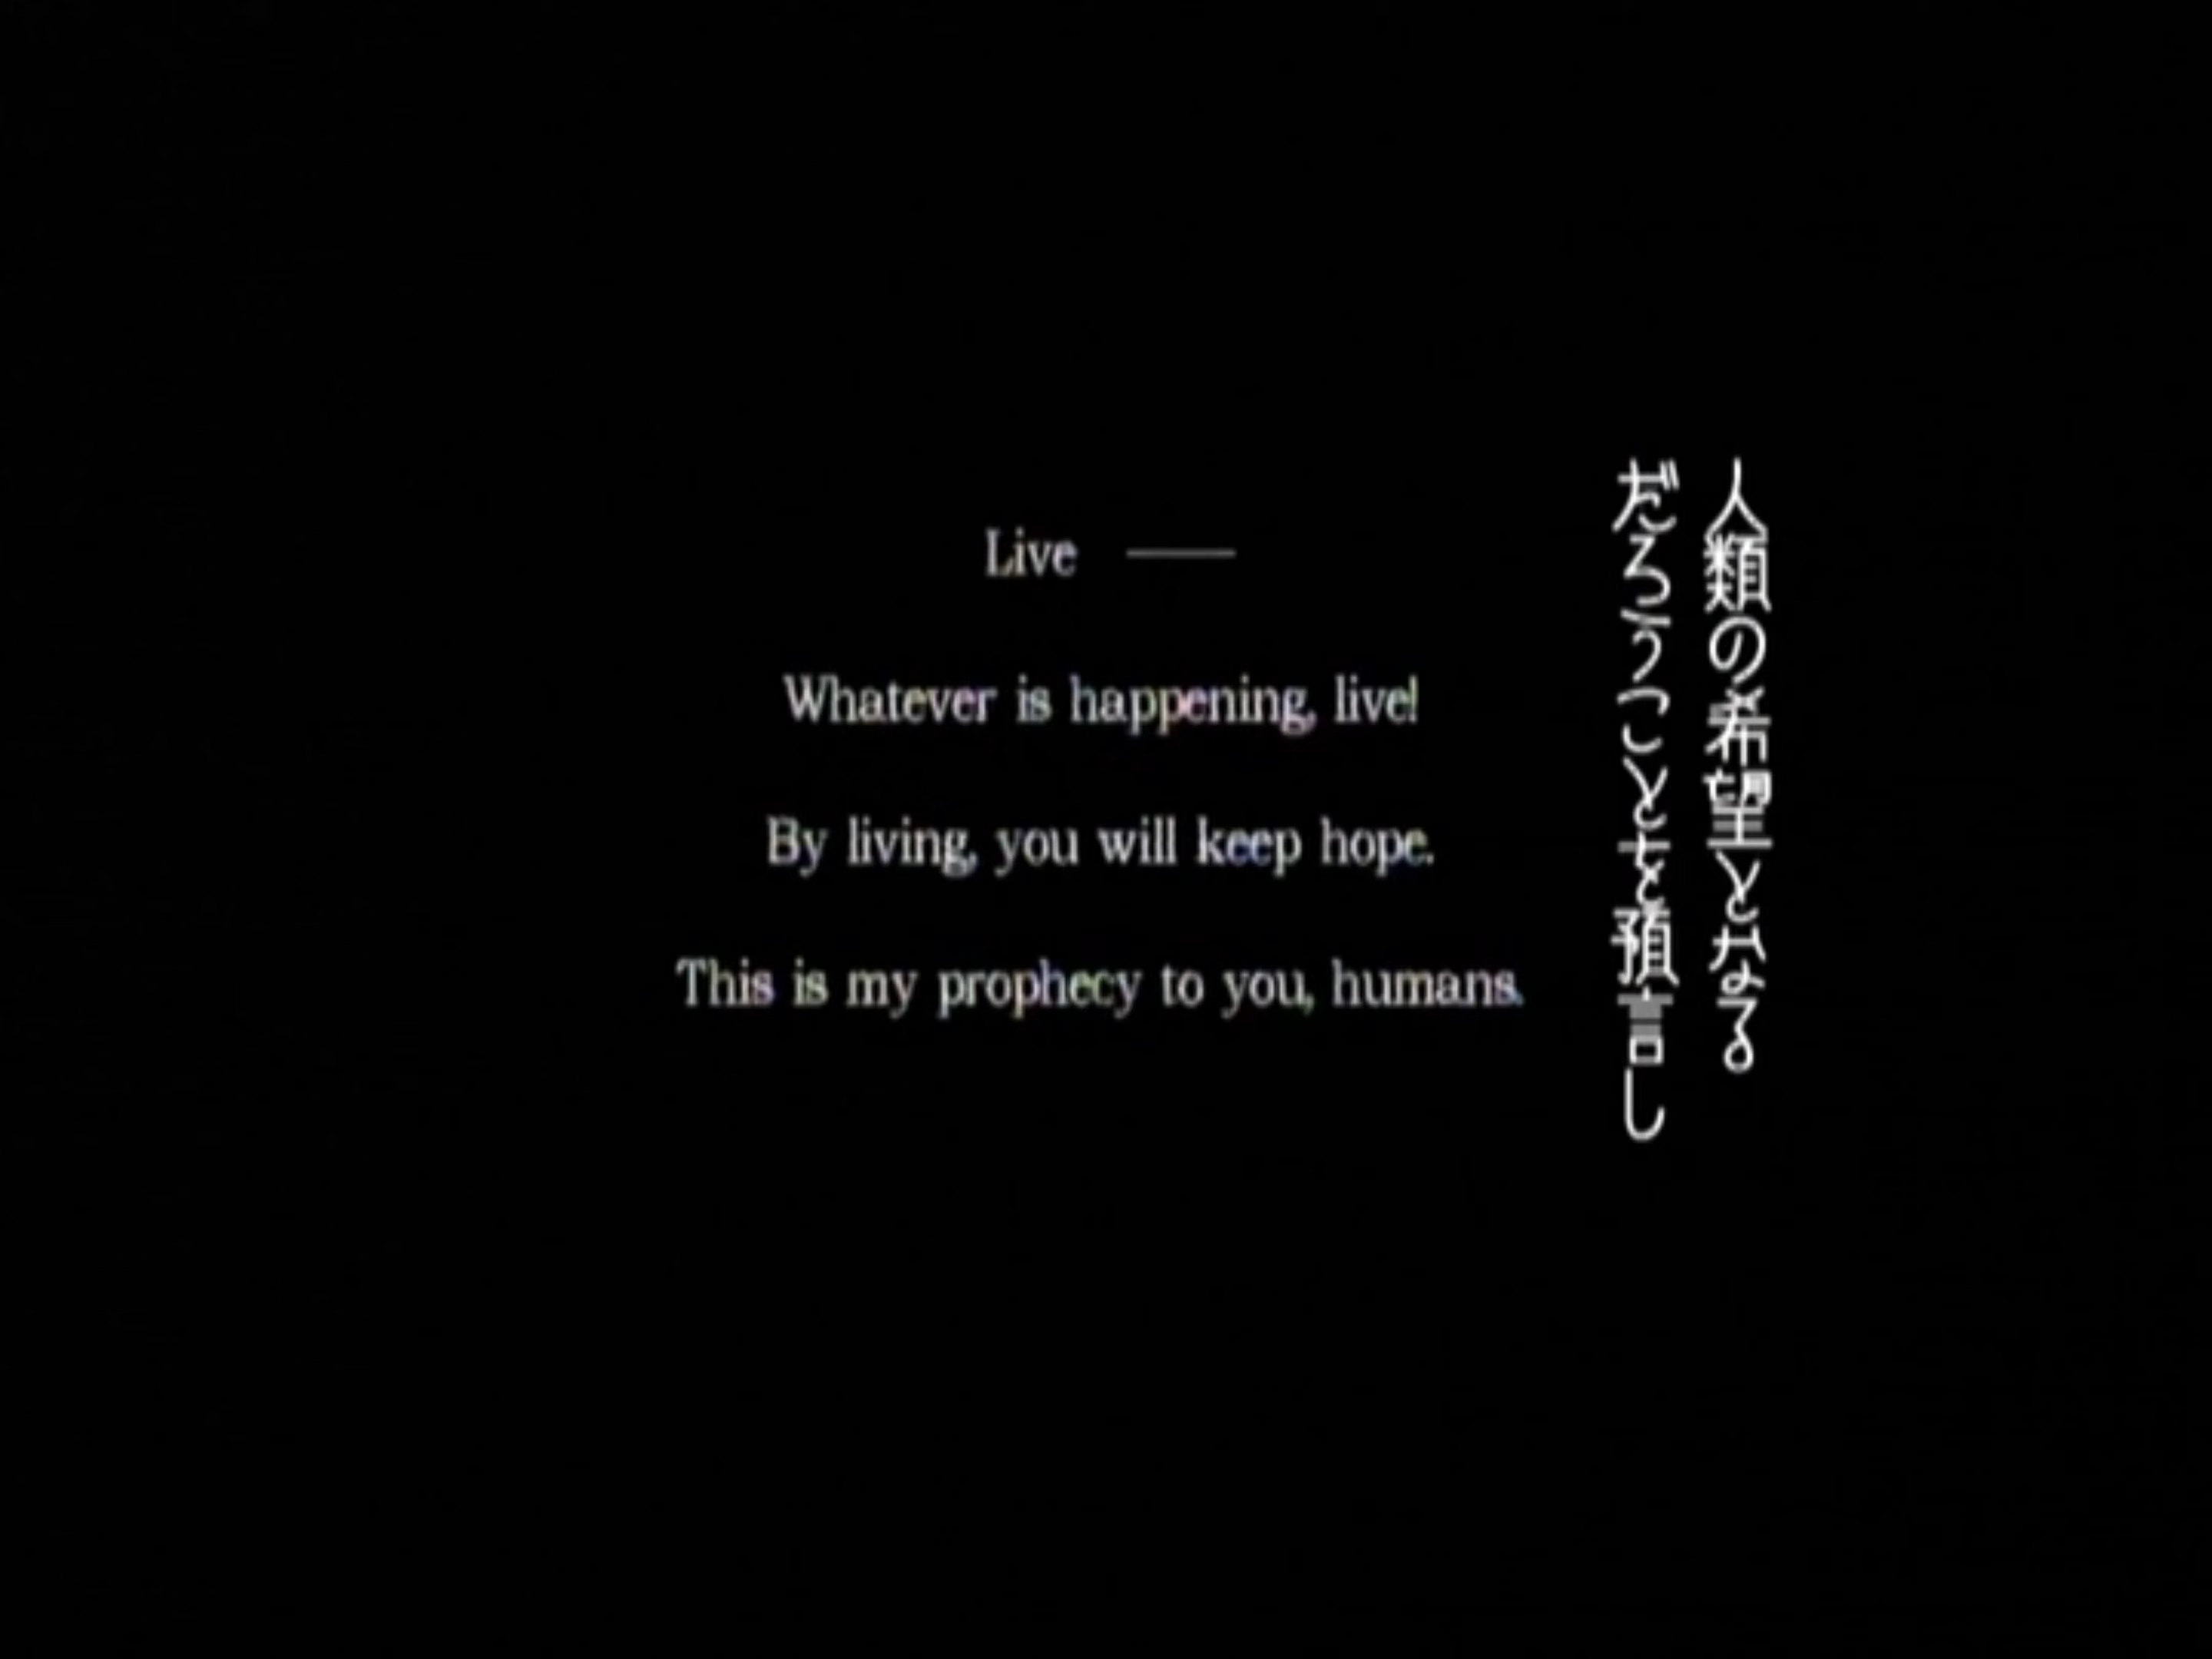 Live ——
Whatever is happening, live!
By living, you will keep hope.
This is my prophecy to you, humans.
人類の希望となる
だろうことを預言し